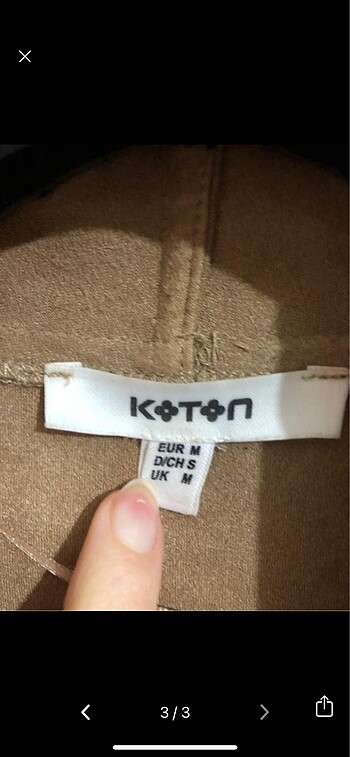 KOTON
EUR M
D/CH S
UK M
3/3